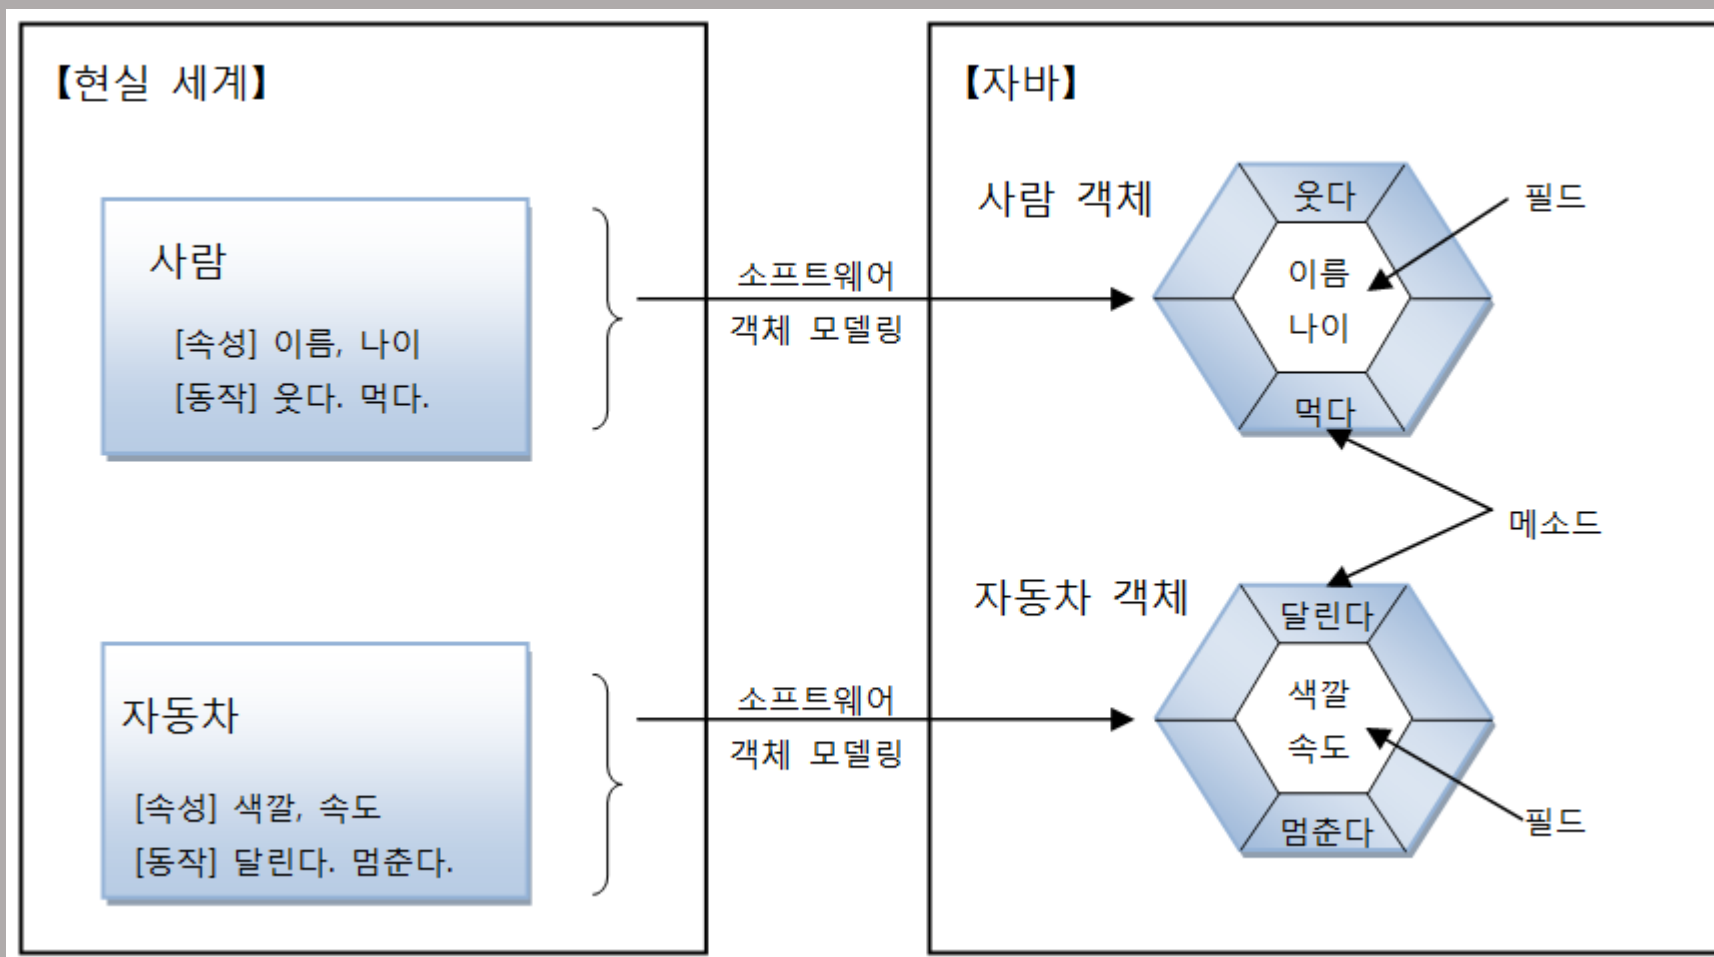 【현실 세계】
사람
[속성] 이름, 나이
[동작] 웃다. 먹다.
소프트웨어
객체 모델링
자동차
[속성] 색깔, 속도
[동작] 달린다. 멈춘다.
소프트웨어
객체 모델링
【자바】
사람 객체
웃다
이름
나이
먹다
필드
메소드
자동차 객체
달린다
색깔
속도
멈춘다
필드